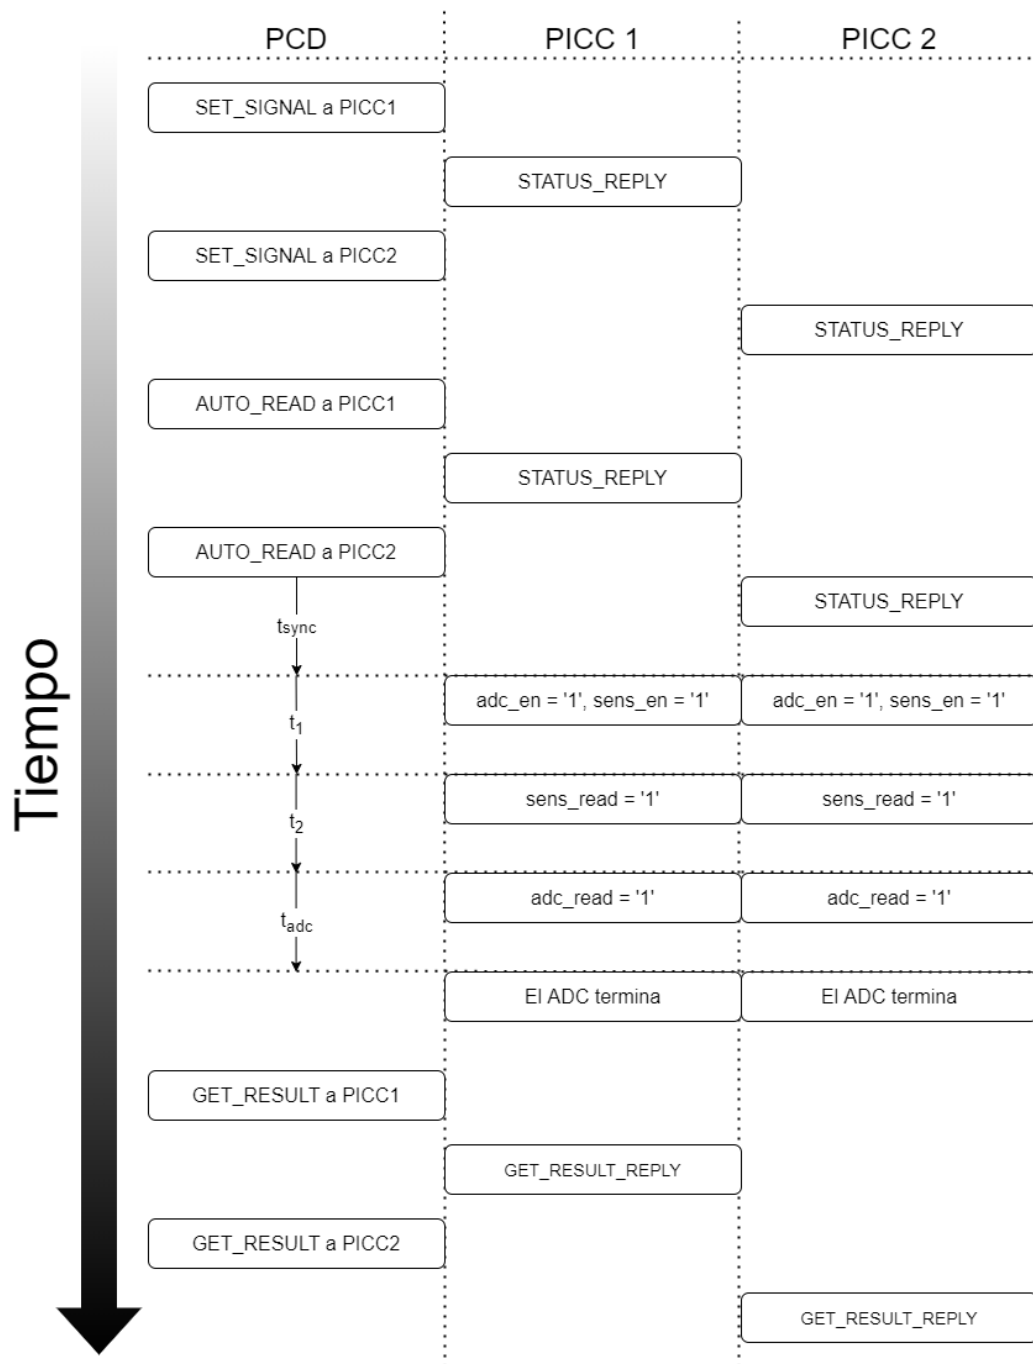 PCD
PICC 1
PICC 2
SET_SIGNAL a PICC1
STATUS_REPLY
SET_SIGNAL a PICC2
STATUS_REPLY
AUTO_READ a PICC1
STATUS_REPLY
AUTO_READ a PICC2
STATUS_REPLY
tsync
adc_en = '1', sens_en = '1'
adc_en = '1', sens_en = '1'
t1
sens_read = '1'
sens_read = '1'
t2
adc_read = '1'
adc_read = '1'
tadc
El ADC termina
El ADC termina
GET_RESULT a PICC1
GET_RESULT_REPLY
GET_RESULT a PICC2
GET_RESULT_REPLY
Tiempo